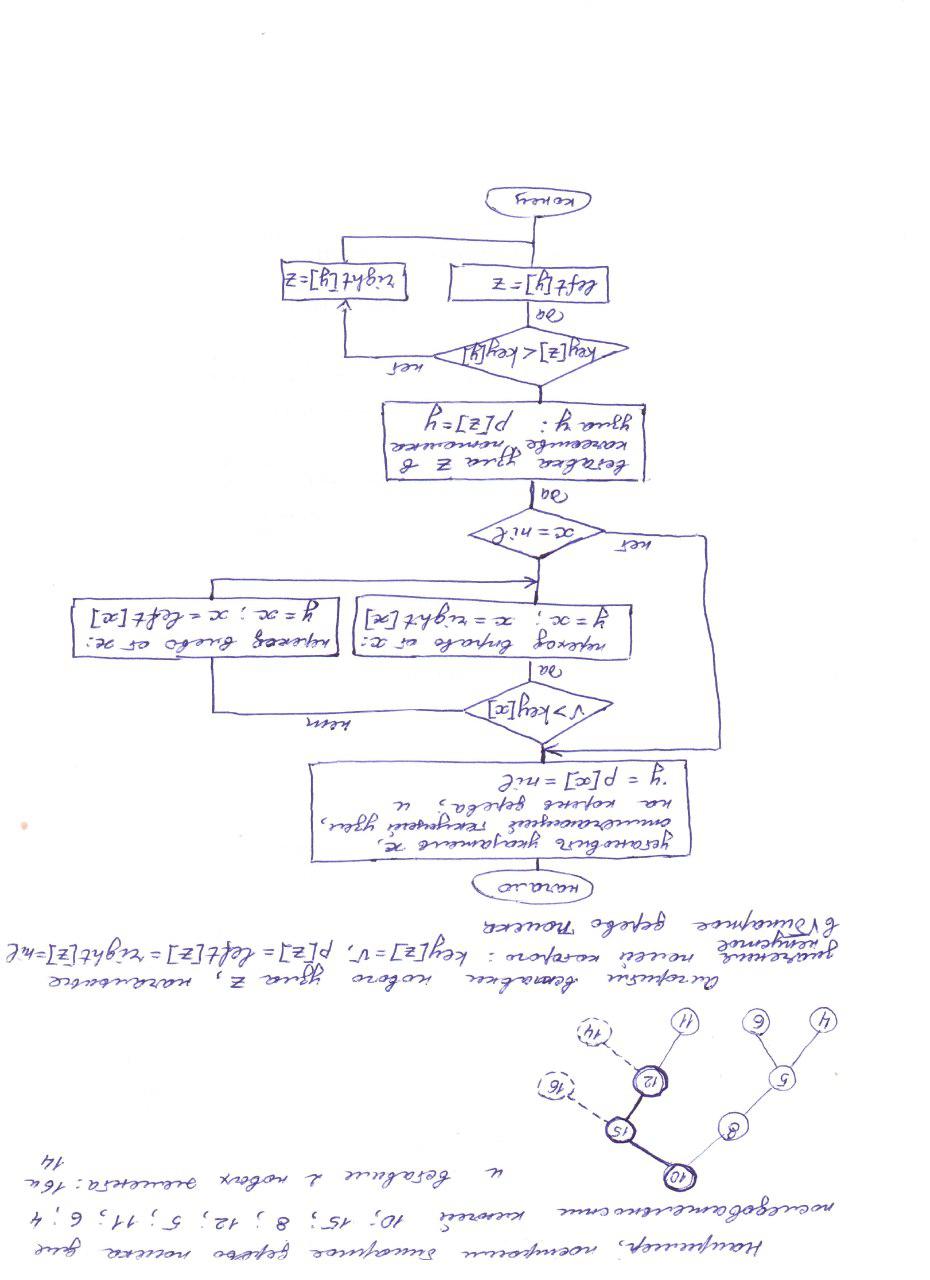 Например, построим бинарное дерево поиска для
последовательности ключей 10; 15; 8; 12; 5; 11; 6; 4
и вставим 2 новых элемента: 16 и
14
10
8
15
5
12
16
4
6
11
14
Алгоритм вставки нового узла z, начальные
значения полей которого: key[z]=v, p[z]=left[z]=right[z]=nil
непустое
в √бинарное дерево поиска
начало
установить указатель x,
отмечающий текущий узел,
на корень дерева; и
y = p[x] = nil
v > key[x]
нет
да
переход вправо от x:
y = x; x = right[x]
переход влево от x:
y = x; x = left[x]
нет
x = nil
да
вставка узла z в
качестве потомка
узла y: p[z] = y
key[z] < key[y]
нет
да
left[y] = z
right[y] = z
конец